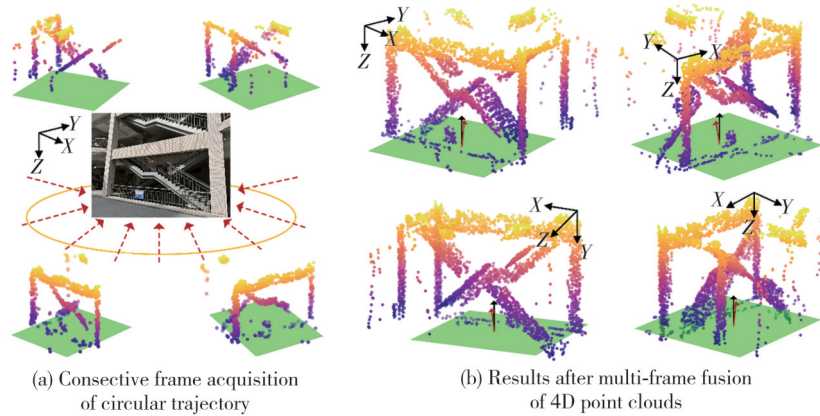 Y
X
Z
Y
X
Z
Y
X
Z
X
Z
Y
X
Y
Z
(a) Consective frame acquisition
of circular trajectory
(b) Results after multi-frame fusion
of 4D point clouds